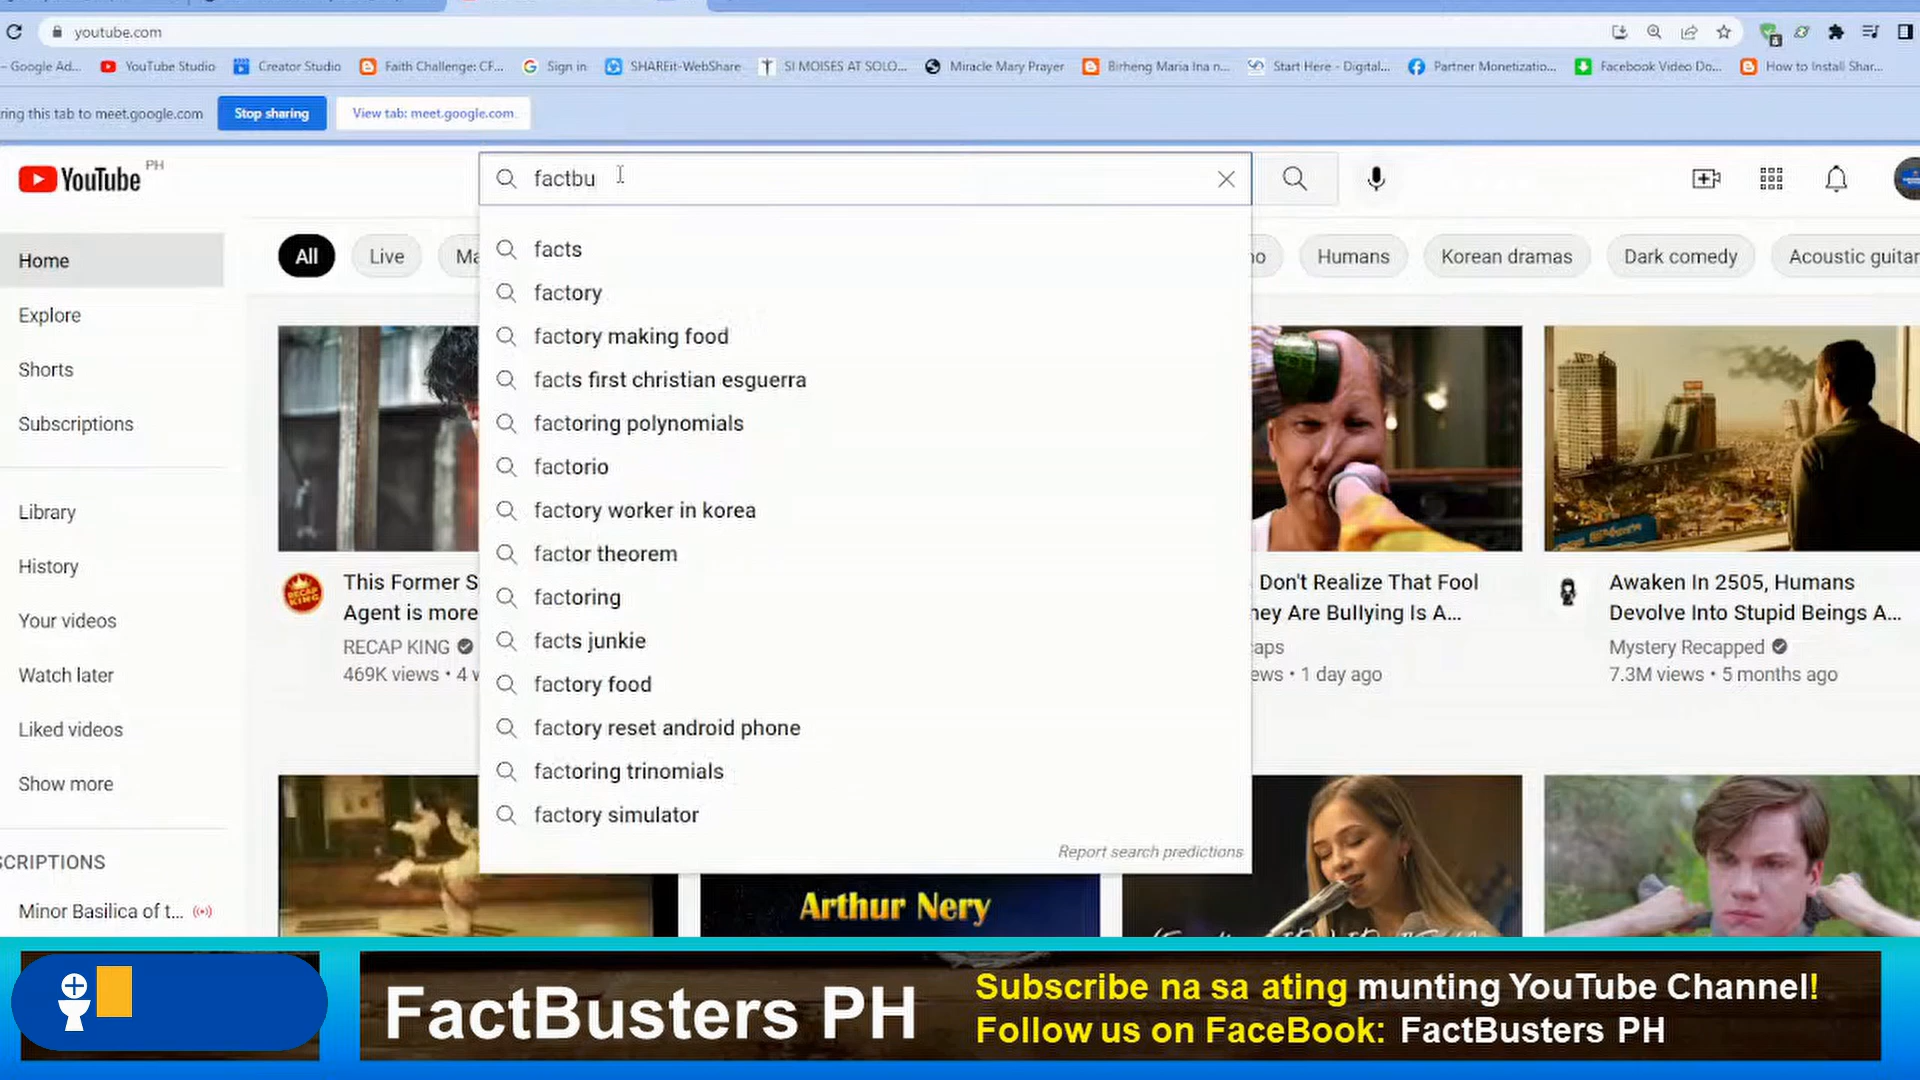 youtube.com
– Google Ad...
YouTube Studio
Creator Studio
Faith Challenge: CF...
Sign in
SHAREit-WebShare
SI MOISES AT SOLO...
Miracle Mary Prayer
Birheng Maria Ina n...
Start Here - Digital...
Partner Monetizatio...
Facebook Video Do...
How to Install Shar...
ring this tab to meet.google.com
Stop sharing
View tab: meet.google.com
YouTube PH
factbu
All
Live
Ma
Humans
Korean dramas
Dark comedy
Acoustic guitar
Home
Explore
Shorts
Subscriptions
Library
History
Your videos
Watch later
Liked videos
Show more
SCRIPTIONS
Minor Basilica of t...
facts
factory
factory making food
facts first christian esguerra
factoring polynomials
factorio
factory worker in korea
factor theorem
factoring
facts junkie
factory food
factory reset android phone
factoring trinomials
factory simulator
Report search predictions
RECAP KING
This Former S
Agent is more
RECAP KING
469K views • 4 w
Don't Realize That Fool
hey Are Bullying Is A...
caps
ews • 1 day ago
Awaken In 2505, Humans
Devolve Into Stupid Beings A...
Mystery Recapped
7.3M views • 5 months ago
Arthur Nery
FactBusters PH
Subscribe na sa ating munting YouTube Channel!
Follow us on FaceBook: FactBusters PH